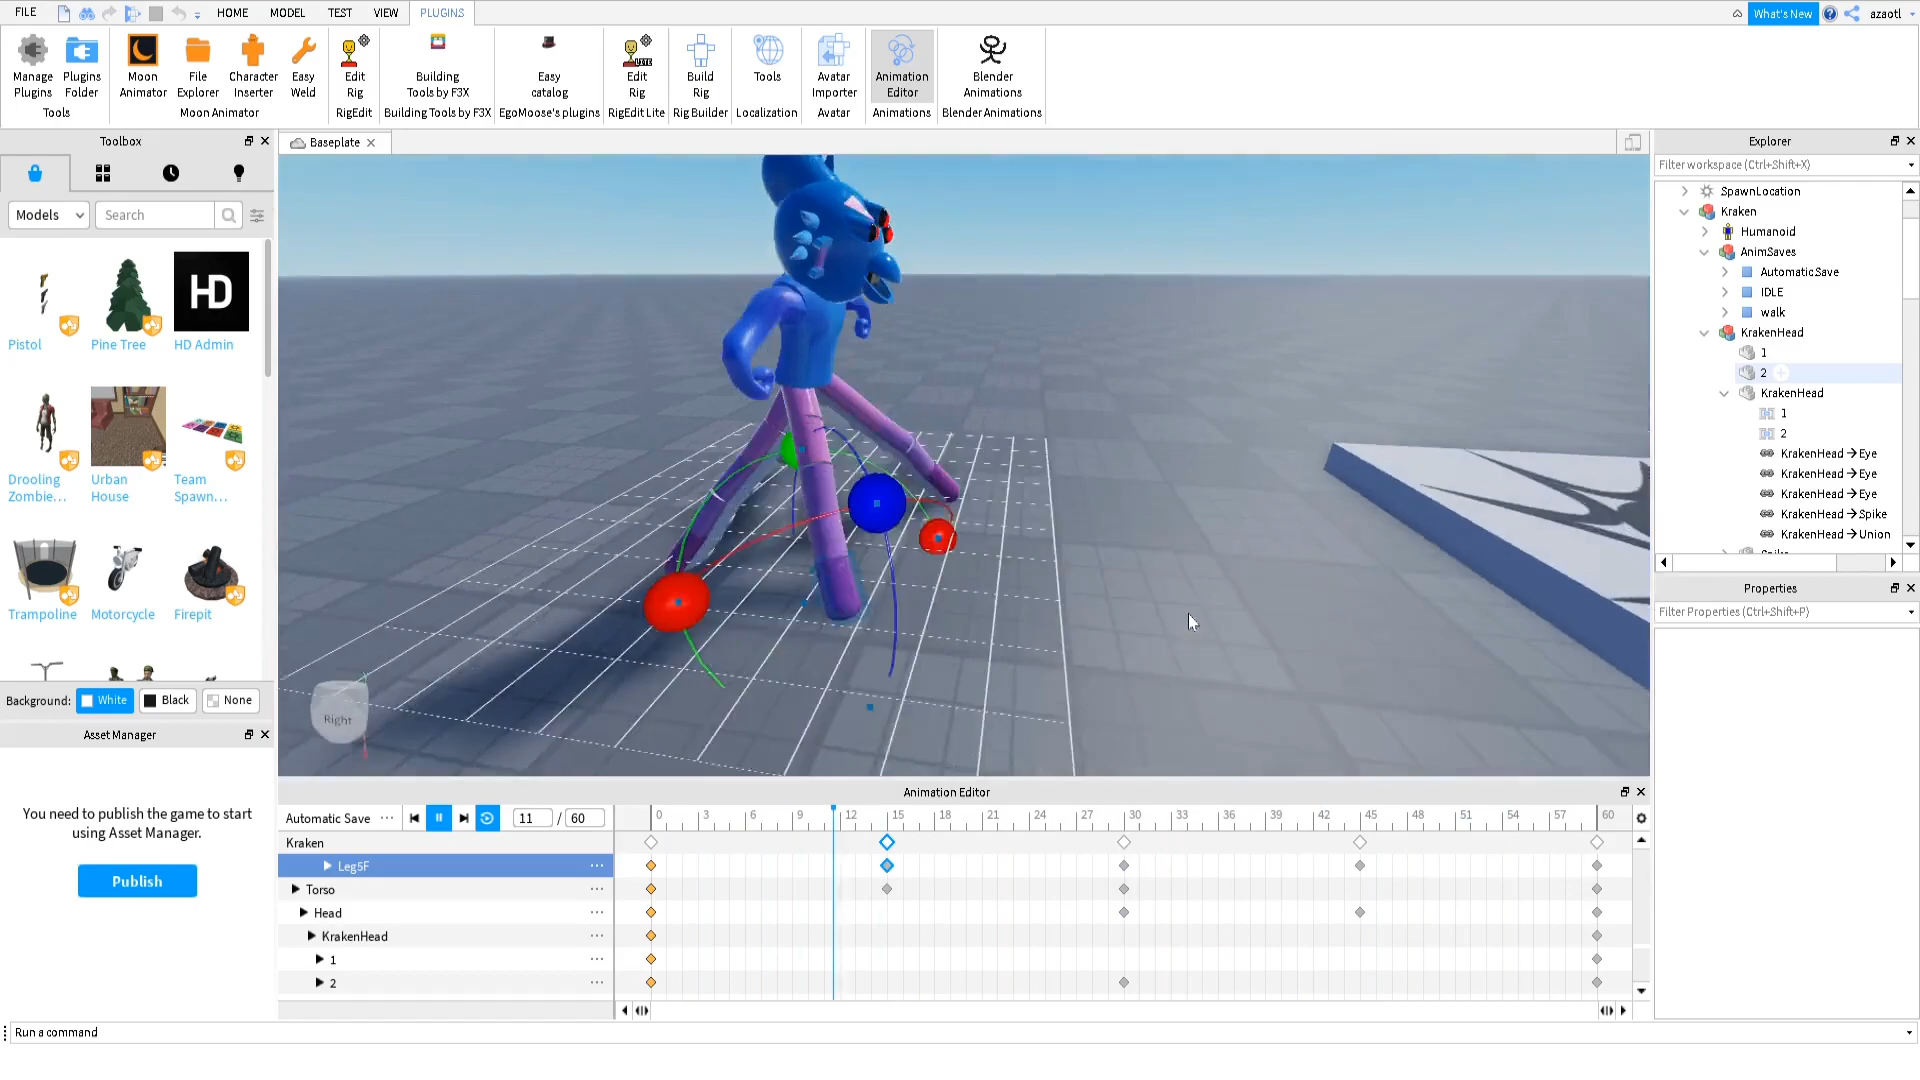 FILE HOME MODEL TEST VIEW PLUGINS What's New azaotl
Manage Plugins
Plugins Folder
Tools
Moon Animator
File Explorer
Character Inserter
Easy Weld
Moon Animator
Edit Rig
RigEdit
Building Tools by F3X
Building Tools by F3X
Easy catalog
EgoMoose's plugins
LITE
Edit Rig
RigEdit Lite
Build Rig
Rig Builder
Tools
Localization
Avatar Importer
Avatar
Animation Editor
Animations
Blender Animations
Blender Animations
Toolbox
Models
Search
HD
Pistol
Pine Tree
HD Admin
Drooling Zombie...
Urban House
Team Spawn...
Trampoline
Motorcycle
Firepit
Background: White Black None
Asset Manager
You need to publish the game to start
using Asset Manager.
Publish
Baseplate
Right
Explorer
Filter workspace (Ctrl+Shift+X)
SpawnLocation
Kraken
Humanoid
AnimSaves
AutomaticSave
IDLE
walk
KrakenHead
1
2
KrakenHead
1
2
KrakenHead→Eye
KrakenHead→Eye
KrakenHead→Eye
KrakenHead→Spike
KrakenHead→Union
Properties
Filter Properties (Ctrl+Shift+P)
Animation Editor
Automatic Save ··· 11 / 60
0 3 6 9 12 15 18 21 24 27 30 33 36 39 42 45 48 51 54 57 60
Kraken
Leg5F ···
Torso ···
Head ···
KrakenHead ···
1 ···
2 ···
Run a command